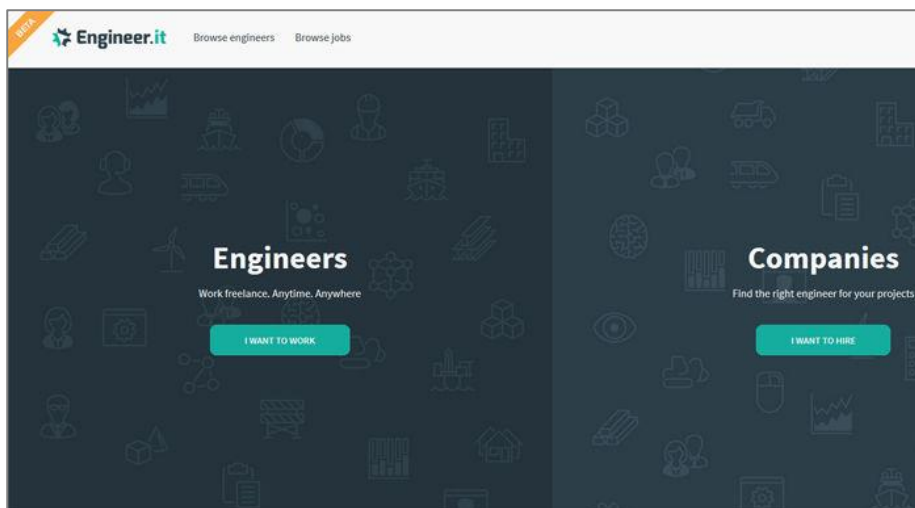 BETA
Engineer.it
Browse engineers
Browse jobs
Engineers
Work freelance. Anytime. Anywhere
I WANT TO WORK
Companies
Find the right engineer for your projects
I WANT TO HIRE